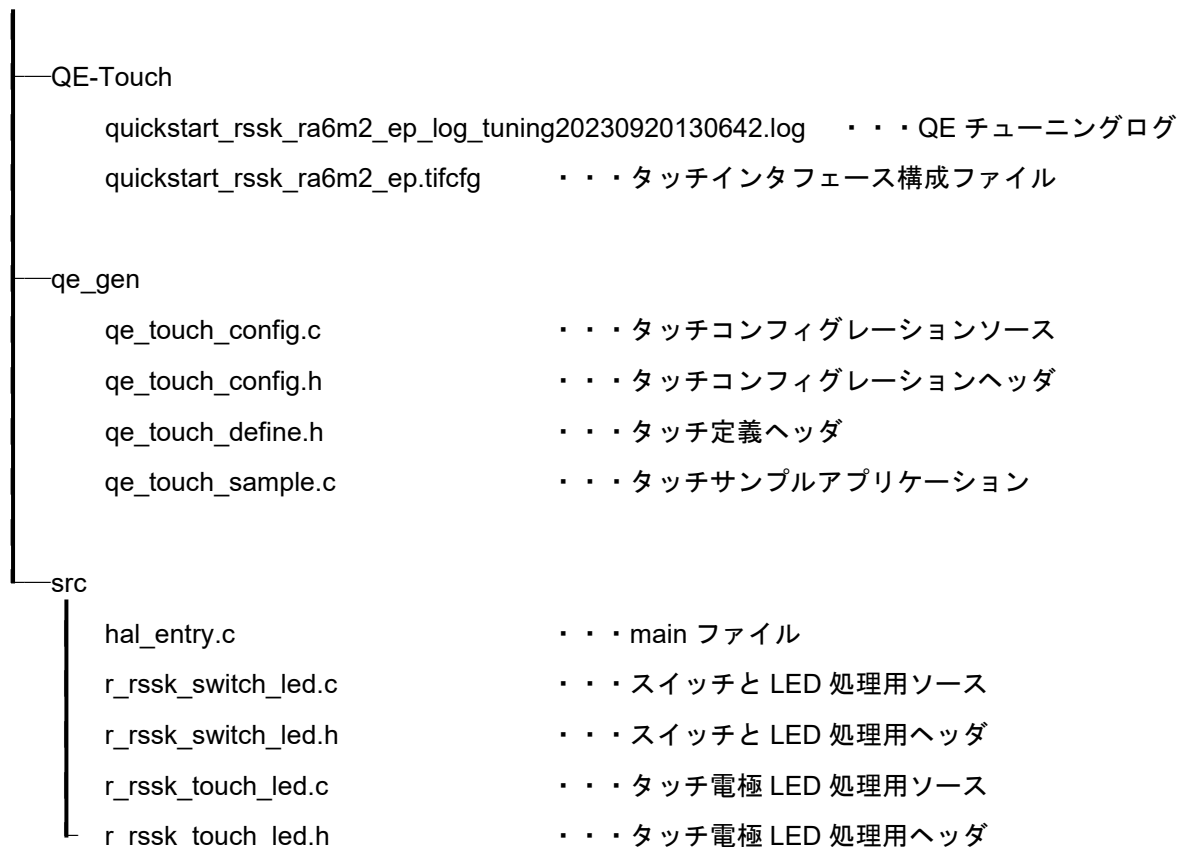 QE-Touch
quickstart_rssk_ra6m2_ep_log_tuning20230920130642.log ・・・QE チューニングログ
quickstart_rssk_ra6m2_ep.tifcfg ・・・タッチインタフェース構成ファイル
qe_gen
qe_touch_config.c ・・・タッチコンフィグレーションソース
qe_touch_config.h ・・・タッチコンフィグレーションヘッダ
qe_touch_define.h ・・・タッチ定義ヘッダ
qe_touch_sample.c ・・・タッチサンプルアプリケーション
src
hal_entry.c ・・・main ファイル
r_rssk_switch_led.c ・・・スイッチと LED 処理用ソース
r_rssk_switch_led.h ・・・スイッチと LED 処理用ヘッダ
r_rssk_touch_led.c ・・・タッチ電極 LED 処理用ソース
r_rssk_touch_led.h ・・・タッチ電極 LED 処理用ヘッダ